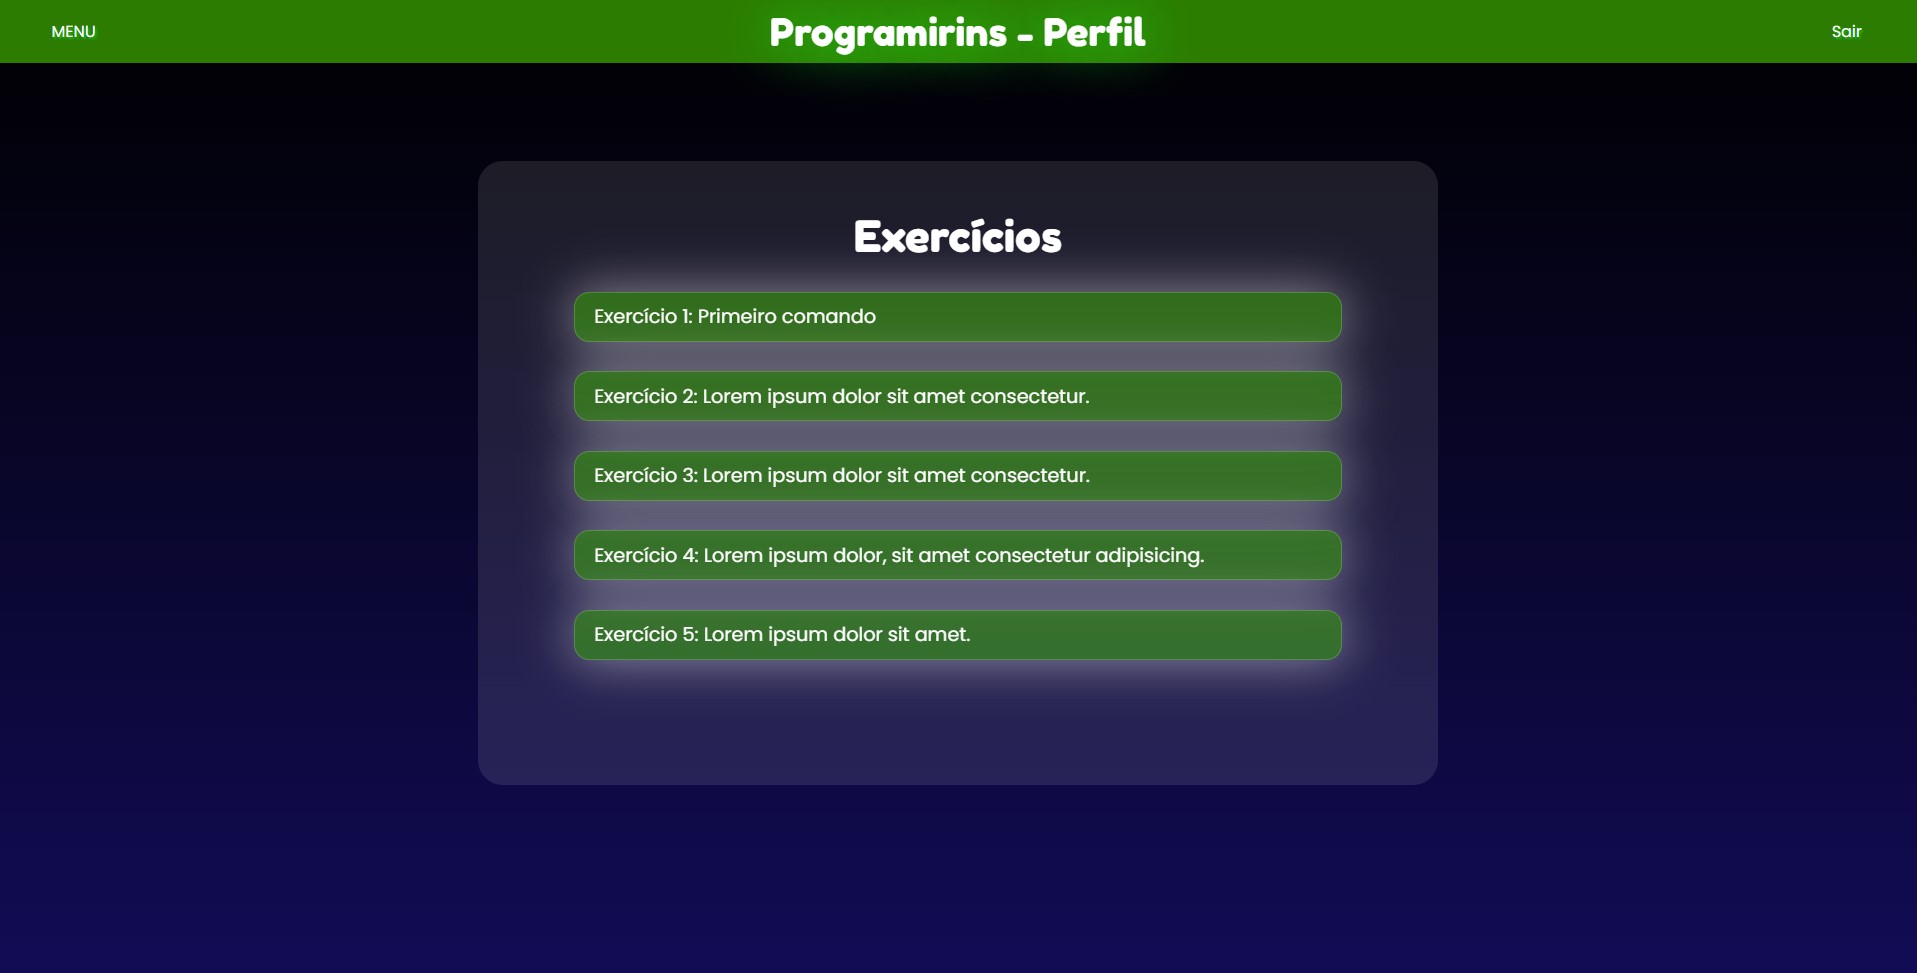 MENU
Programirins - Perfil
Sair
Exercícios
Exercício 1: Primeiro comando
Exercício 2: Lorem ipsum dolor sit amet consectetur.
Exercício 3: Lorem ipsum dolor sit amet consectetur.
Exercício 4: Lorem ipsum dolor, sit amet consectetur adipisicing.
Exercício 5: Lorem ipsum dolor sit amet.